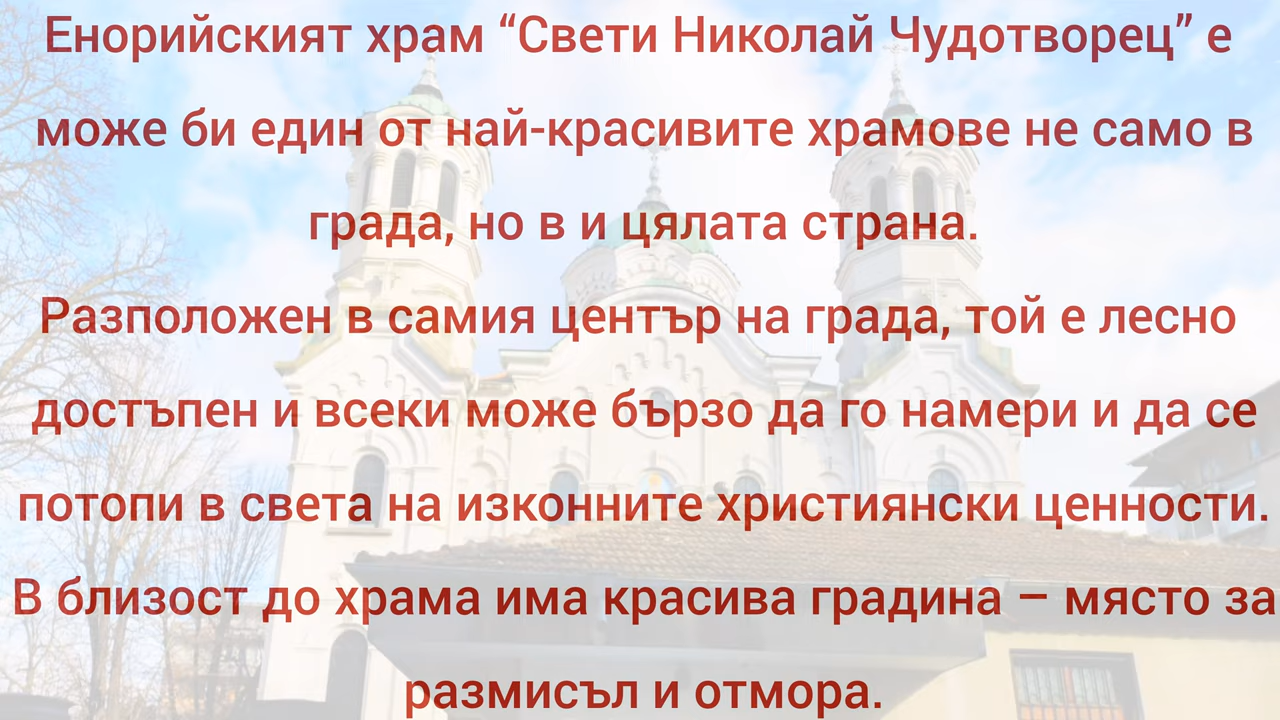 Енорийският храм “Свети Николай Чудотворец” е
може би един от най-красивите храмове не само в
града, но в и цялата страна.
Разположен в самия център на града, той е лесно
достъпен и всеки може бързо да го намери и да се
потопи в света на изконните християнски ценности.
В близост до храма има красива градина – място за
размисъл и отмора.